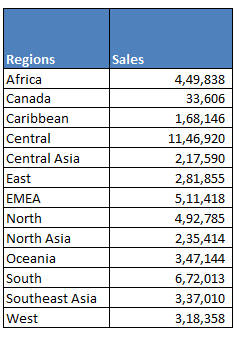 Regions Sales
Africa 4,49,838
Canada 33,606
Caribbean 1,68,146
Central 11,46,920
Central Asia 2,17,590
East 2,81,855
EMEA 5,11,418
North 4,92,785
North Asia 2,35,414
Oceania 3,47,144
South 6,72,013
Southeast Asia 3,37,010
West 3,18,358